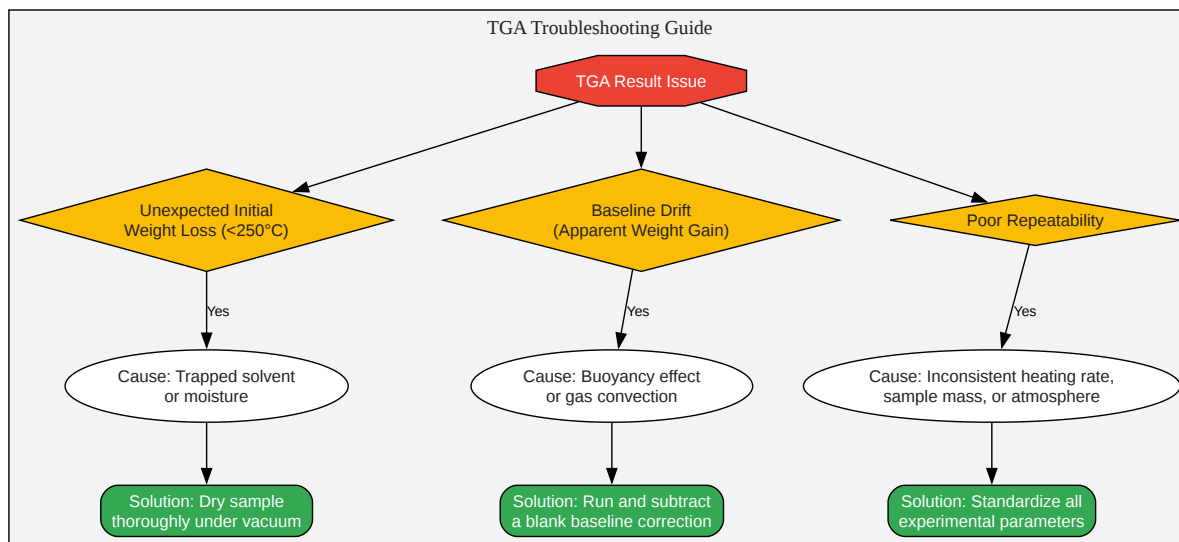 TGA Troubleshooting Guide
TGA Result Issue
Unexpected Initial
Weight Loss (<250°C)
Baseline Drift
(Apparent Weight Gain)
Poor Repeatability
Yes
Yes
Yes
Cause: Trapped solvent
or moisture
Cause: Buoyancy effect
or gas convection
Cause: Inconsistent heating rate,
sample mass, or atmosphere
Solution: Dry sample
thoroughly under vacuum
Solution: Run and subtract
a blank baseline correction
Solution: Standardize all
experimental parameters